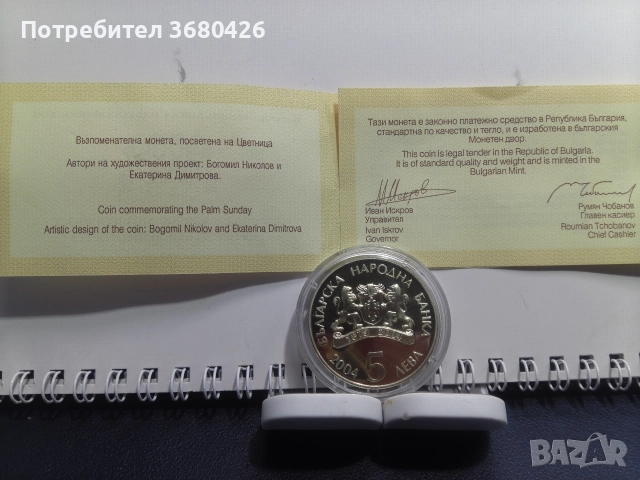 Потребител 3680426
Възпоменателна монета, посветена на Цветница
Автори на художествения проект: Богомил Николов и
Екатерина Димитрова.
Coin commemorating the Palm Sunday
Artistic design of the coin: Bogomil Nikolov and Ekaterina Dimitrova
Тази монета е законно платежно средство в Република България,
стандартна по качество и тегло, и е изработена в българския
Монетен двор.
This coin is legal tender in the Republic of Bulgaria.
It is of standard quality and weight and is minted in the
Bulgarian Mint.
Иван Искров
Управител
Ivan Iskrov
Governor
Румян Чобанов
Главен касиер
Roumian Tchobanov
Chief Cashier
БЪЛГАРСКА НАРОДНА БАНКА
2004 5 ЛЕВА
BAZAR